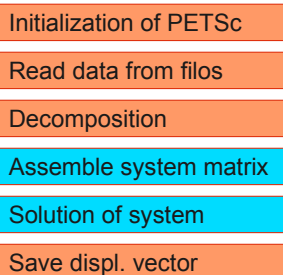 Initialization of PETSc
Read data from filos
Decomposition
Assemble system matrix
Solution of system
Save displ. vector